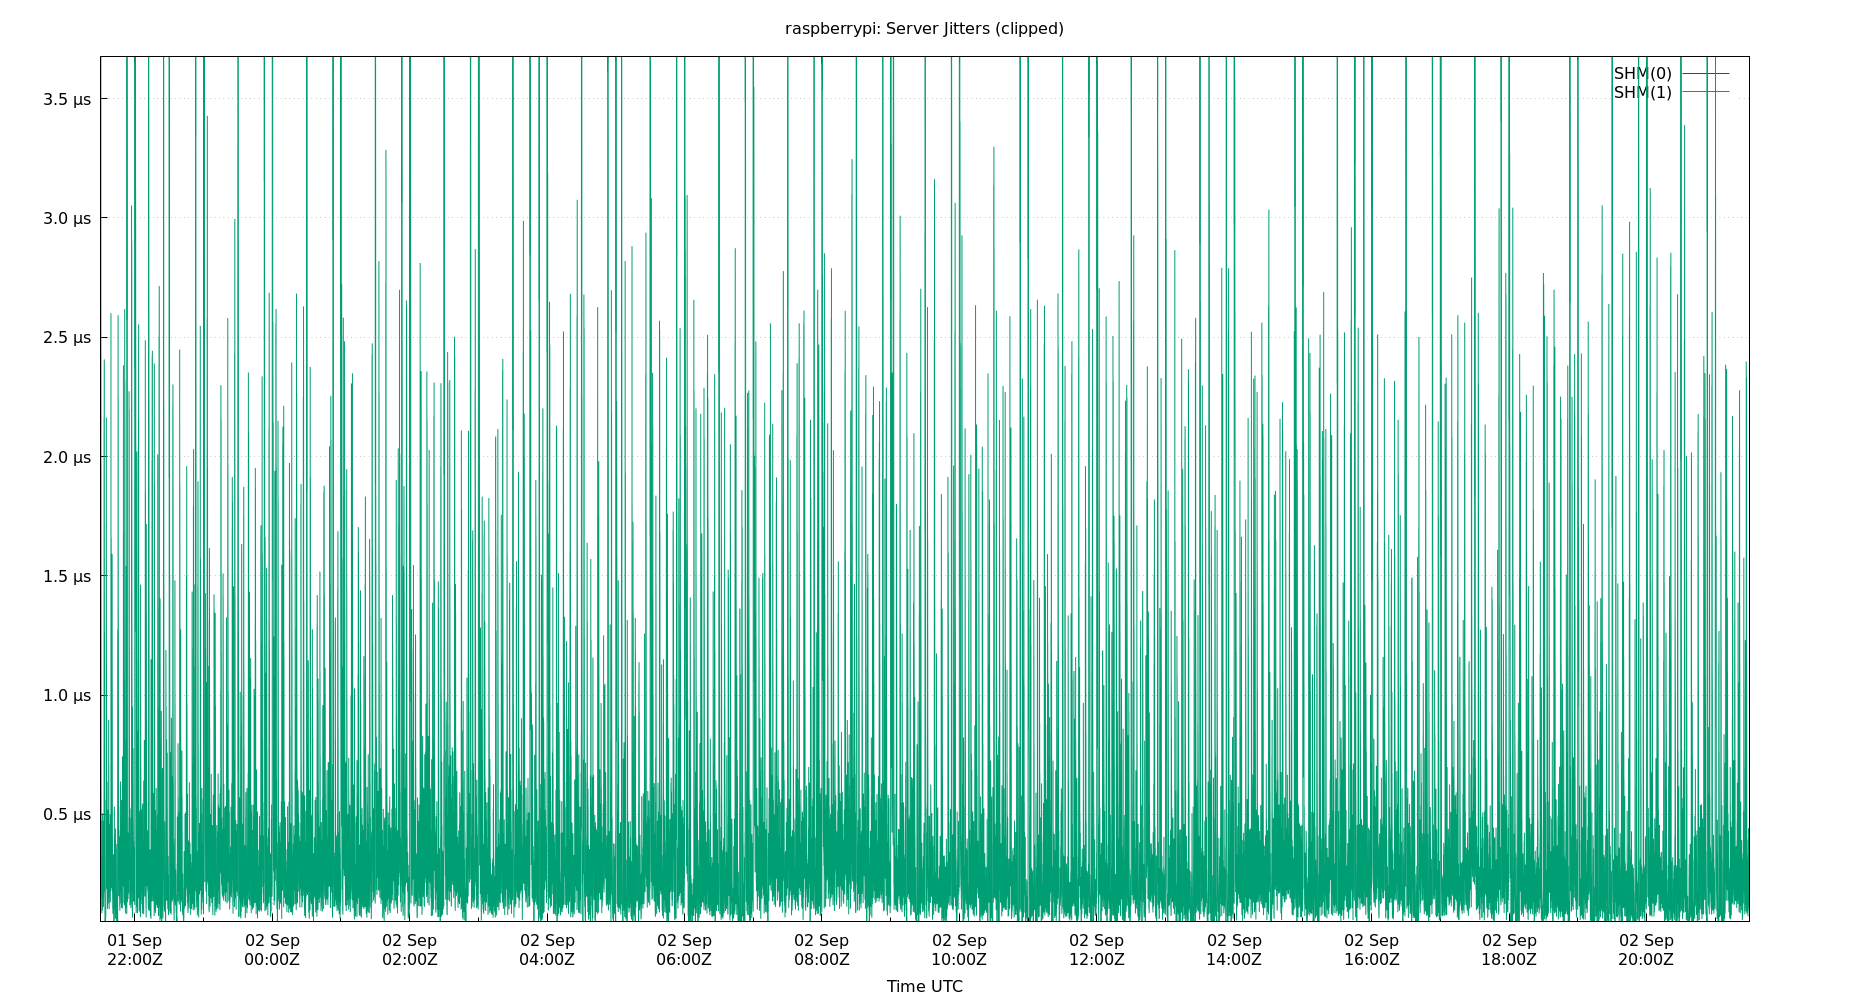 raspberrypi: Server Jitters (clipped)
SHM(0)
SHM(1)
3.5 μs
3.0 μs
2.5 μs
2.0 μs
1.5 μs
1.0 μs
0.5 μs
01 Sep 02 Sep 02 Sep 02 Sep 02 Sep 02 Sep 02 Sep 02 Sep 02 Sep 02 Sep 02 Sep 02 Sep
22:00Z 00:00Z 02:00Z 04:00Z 06:00Z 08:00Z 10:00Z 12:00Z 14:00Z 16:00Z 18:00Z 20:00Z
Time UTC